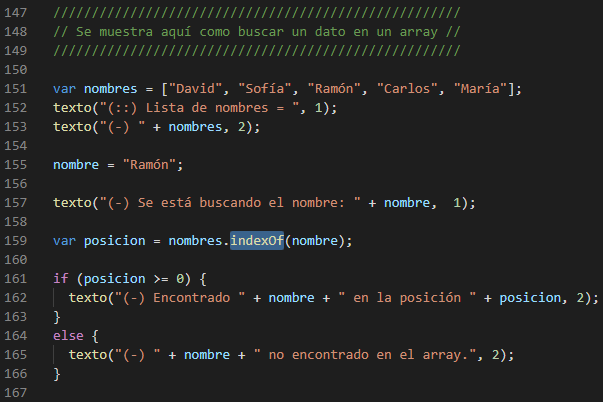 147 //////////////////////////////////////////////////////
148 // Se muestra aquí como buscar un dato en un array //
149 //////////////////////////////////////////////////////
150
151 var nombres = ["David", "Sofía", "Ramón", "Carlos", "María"];
152 texto("(::) Lista de nombres = ", 1);
153 texto("(-) " + nombres, 2);
154
155 nombre = "Ramón";
156
157 texto("(-) Se está buscando el nombre: " + nombre,  1);
158
159 var posicion = nombres.indexOf(nombre);
160
161 if (posicion >= 0) {
162   texto("(-) Encontrado " + nombre + " en la posición " + posicion, 2);
163 }
164 else {
165   texto("(-) " + nombre + " no encontrado en el array.", 2);
166 }
167